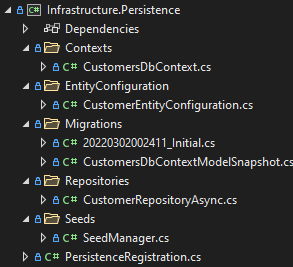 Infrastructure.Persistence
Dependencies
Contexts
C# CustomersDbContext.cs
EntityConfiguration
C# CustomerEntityConfiguration.cs
Migrations
C# 20220302002411_Initial.cs
C# CustomersDbContextModelSnapshot.cs
Repositories
C# CustomerRepositoryAsync.cs
Seeds
C# SeedManager.cs
C# PersistenceRegistration.cs